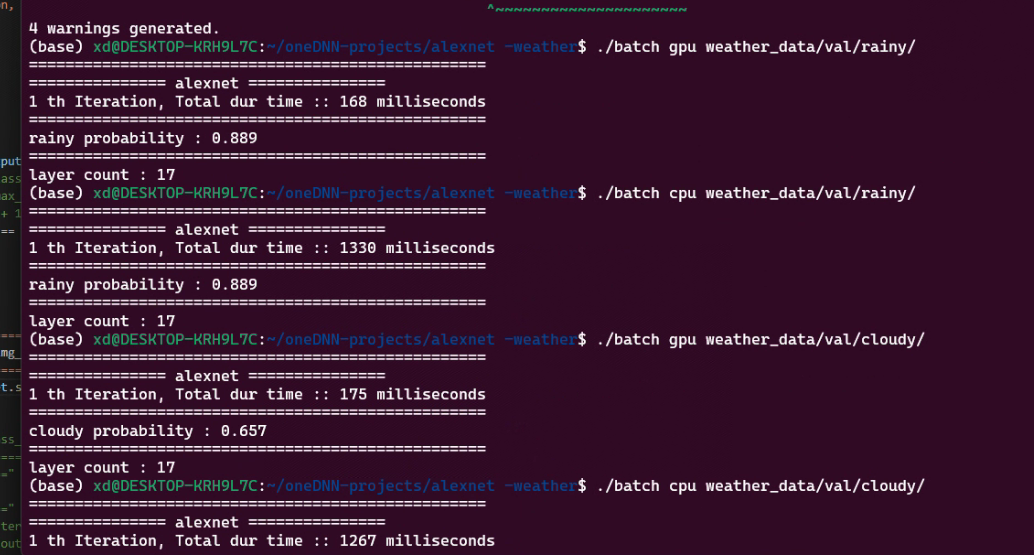 on,
^~~~~~~~~~~~~~~~~~~~~~
4 warnings generated.
(base) xd@DESKTOP-KRH9L7C:~/oneDNN-projects/alexnet -weather$ ./batch gpu weather_data/val/rainy/
==================================================
=============== alexnet ===============
1 th Iteration, Total dur time :: 168 milliseconds
==================================================
rainy probability : 0.889
==================================================
layer count : 17
(base) xd@DESKTOP-KRH9L7C:~/oneDNN-projects/alexnet -weather$ ./batch cpu weather_data/val/rainy/
==================================================
=============== alexnet ===============
1 th Iteration, Total dur time :: 1330 milliseconds
==================================================
rainy probability : 0.889
==================================================
layer count : 17
(base) xd@DESKTOP-KRH9L7C:~/oneDNN-projects/alexnet -weather$ ./batch gpu weather_data/val/cloudy/
==================================================
=============== alexnet ===============
1 th Iteration, Total dur time :: 175 milliseconds
==================================================
cloudy probability : 0.657
==================================================
layer count : 17
(base) xd@DESKTOP-KRH9L7C:~/oneDNN-projects/alexnet -weather$ ./batch cpu weather_data/val/cloudy/
==================================================
=============== alexnet ===============
1 th Iteration, Total dur time :: 1267 milliseconds